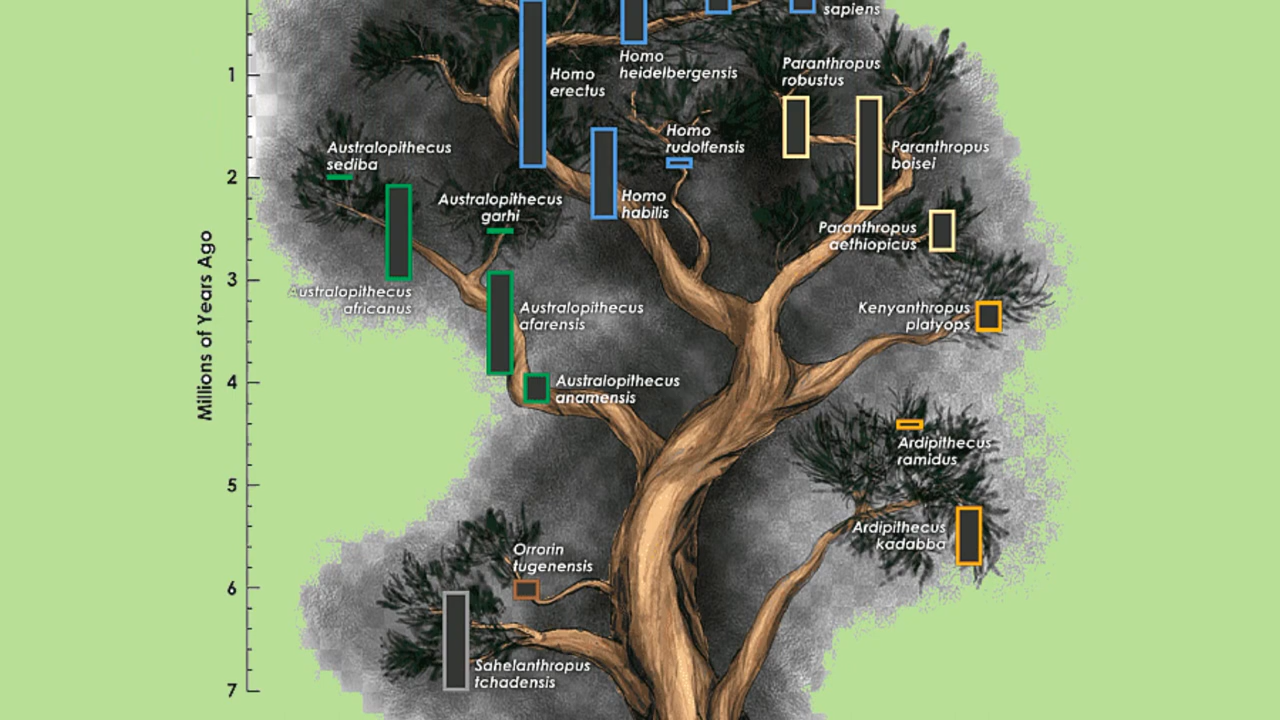 sapiens
Homo
heidelbergensis
Paranthropus
robustus
1
Homo
erectus
Homo
rudolfensis
Australopithecus
sediba
Paranthropus
boisei
2
Australopithecus
garhi
Homo
habilis
Paranthropus
aethiopicus
Millions of Years Ago
3
Australopithecus
africanus
Australopithecus
afarensis
Kenyanthropus
platyops
4
Australopithecus
anamensis
Ardipithecus
ramidus
5
Ardipithecus
kadabba
Orrorin
tugenensis
6
Sahelanthropus
tchadensis
7